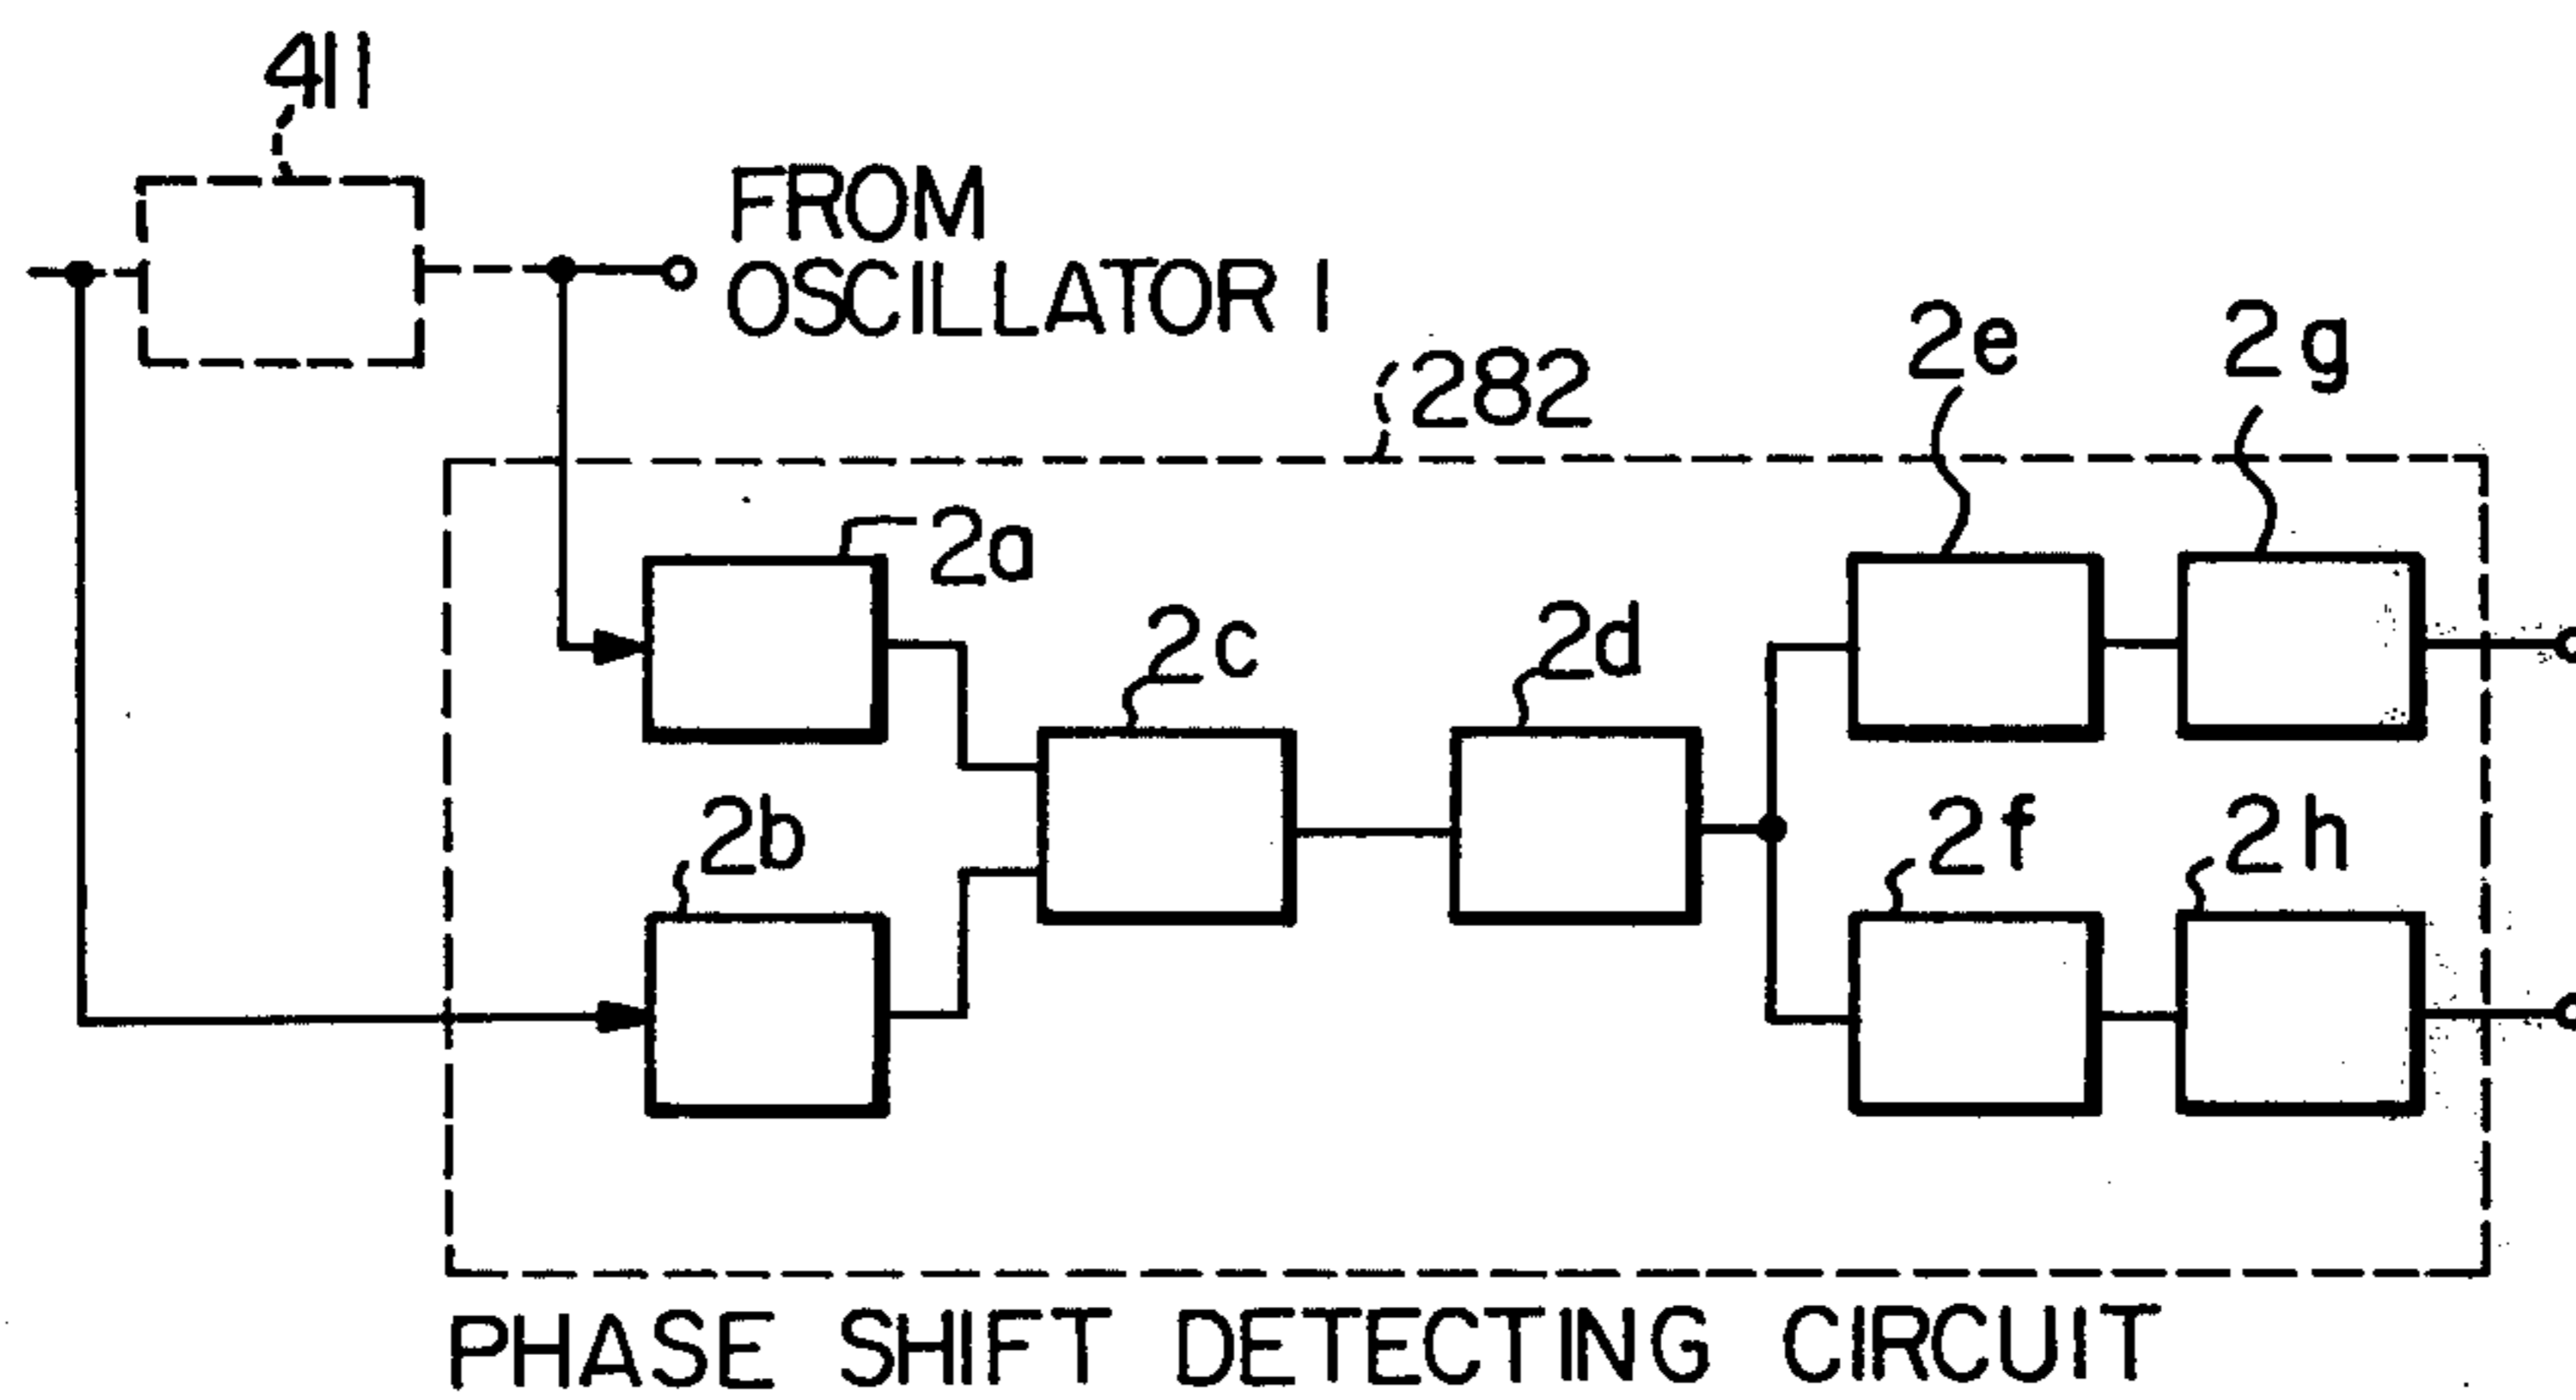 411
FROM
OSCILLATOR 1
282
2e
2g
2a
2c
2d
2b
2f
2h
PHASE SHIFT DETECTING CIRCUIT